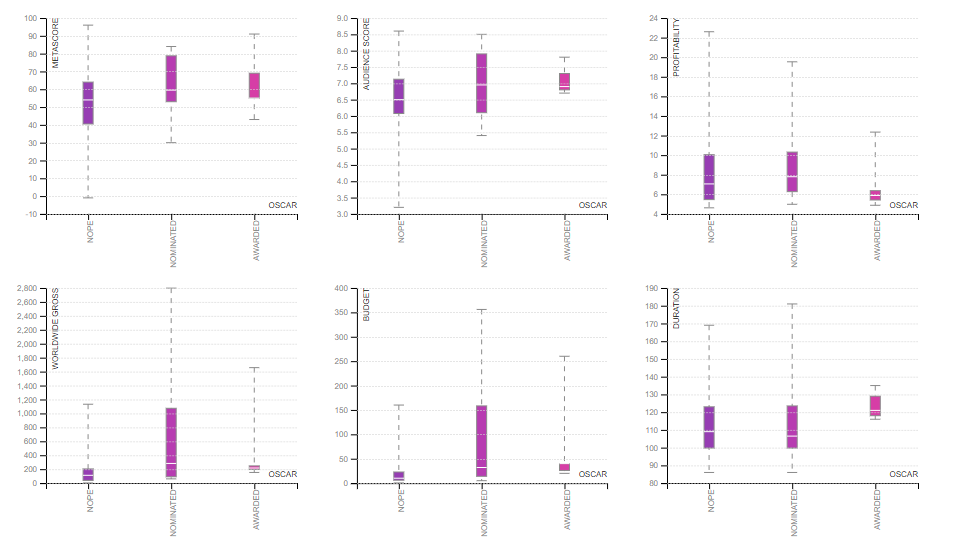 METASCORE
100
90
80
70
60
50
40
30
20
10
0
-10
OSCAR
NOPE
NOMINATED
AWARDED
AUDIENCE SCORE
9.0
8.5
8.0
7.5
7.0
6.5
6.0
5.5
5.0
4.5
4.0
3.5
3.0
OSCAR
NOPE
NOMINATED
AWARDED
PROFITABILITY
24
22
20
18
16
14
12
10
8
6
4
OSCAR
NOPE
NOMINATED
AWARDED
WORLDWIDE GROSS
2,800
2,600
2,400
2,200
2,000
1,800
1,600
1,400
1,200
1,000
800
600
400
200
0
OSCAR
NOPE
NOMINATED
AWARDED
BUDGET
400
350
300
250
200
150
100
50
0
OSCAR
NOPE
NOMINATED
AWARDED
DURATION
190
180
170
160
150
140
130
120
110
100
90
80
OSCAR
NOPE
NOMINATED
AWARDED